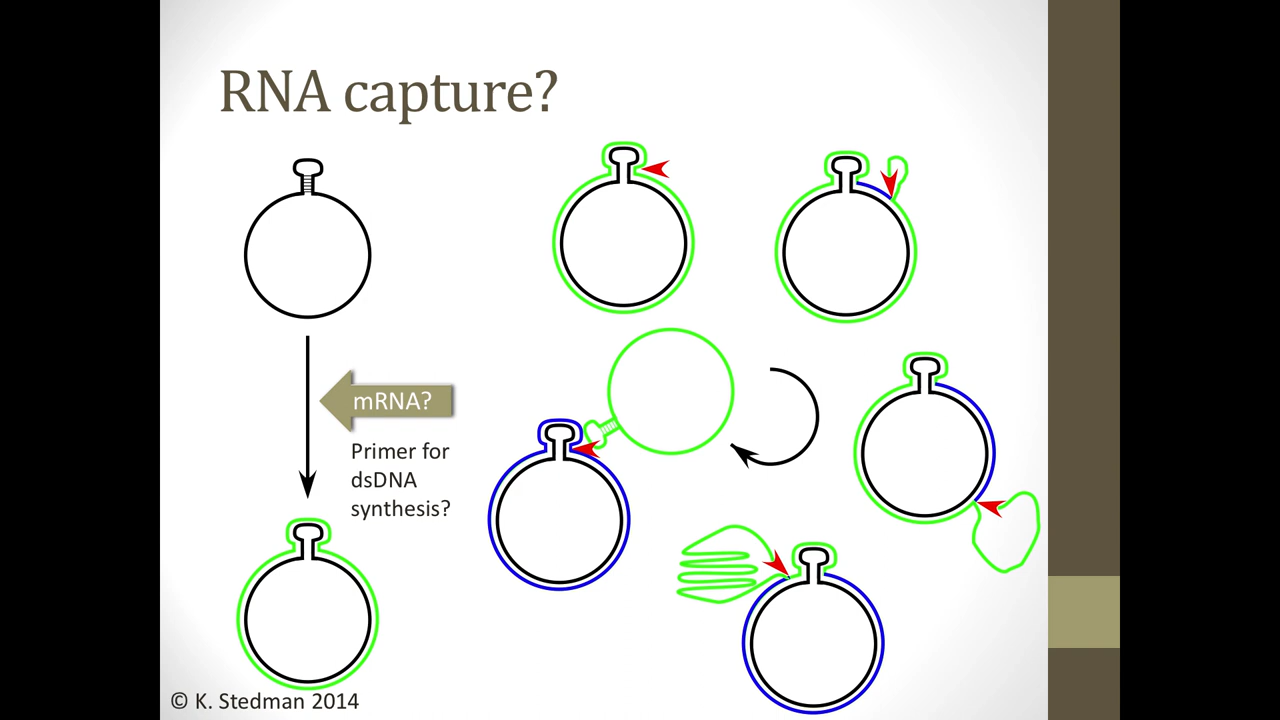 RNA capture?
mRNA?
Primer for
dsDNA
synthesis?
© K. Stedman 2014